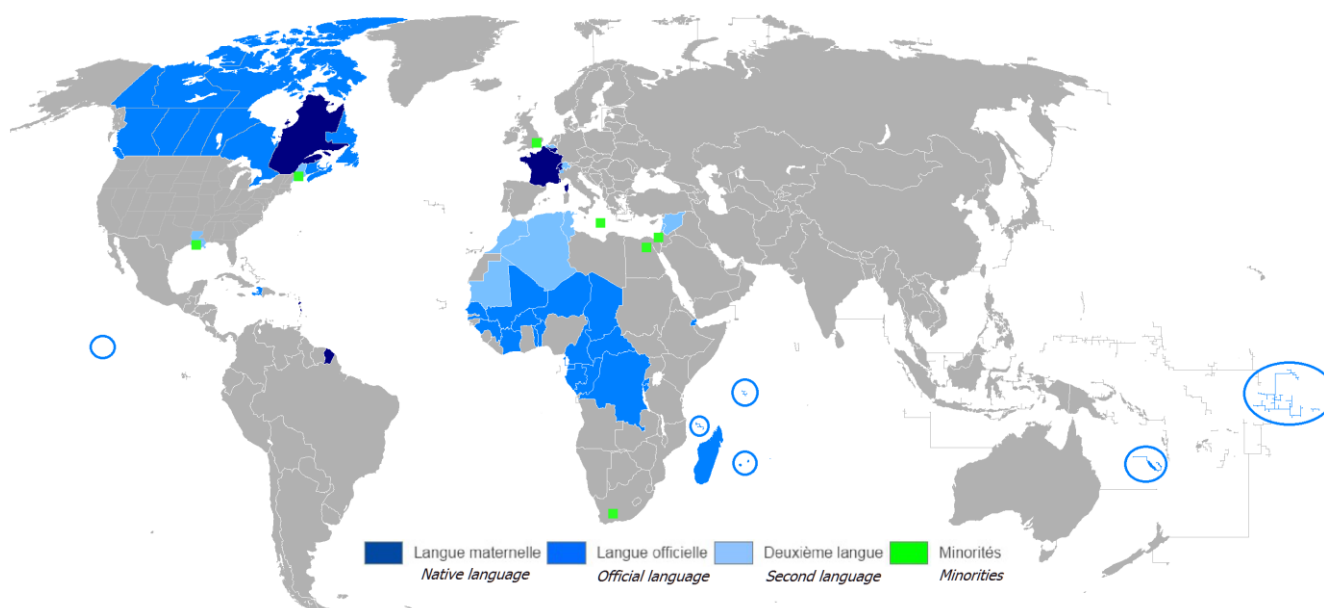 Langue maternelle Langue officielle Deuxième langue Minorités
Native language Official language Second language Minorities